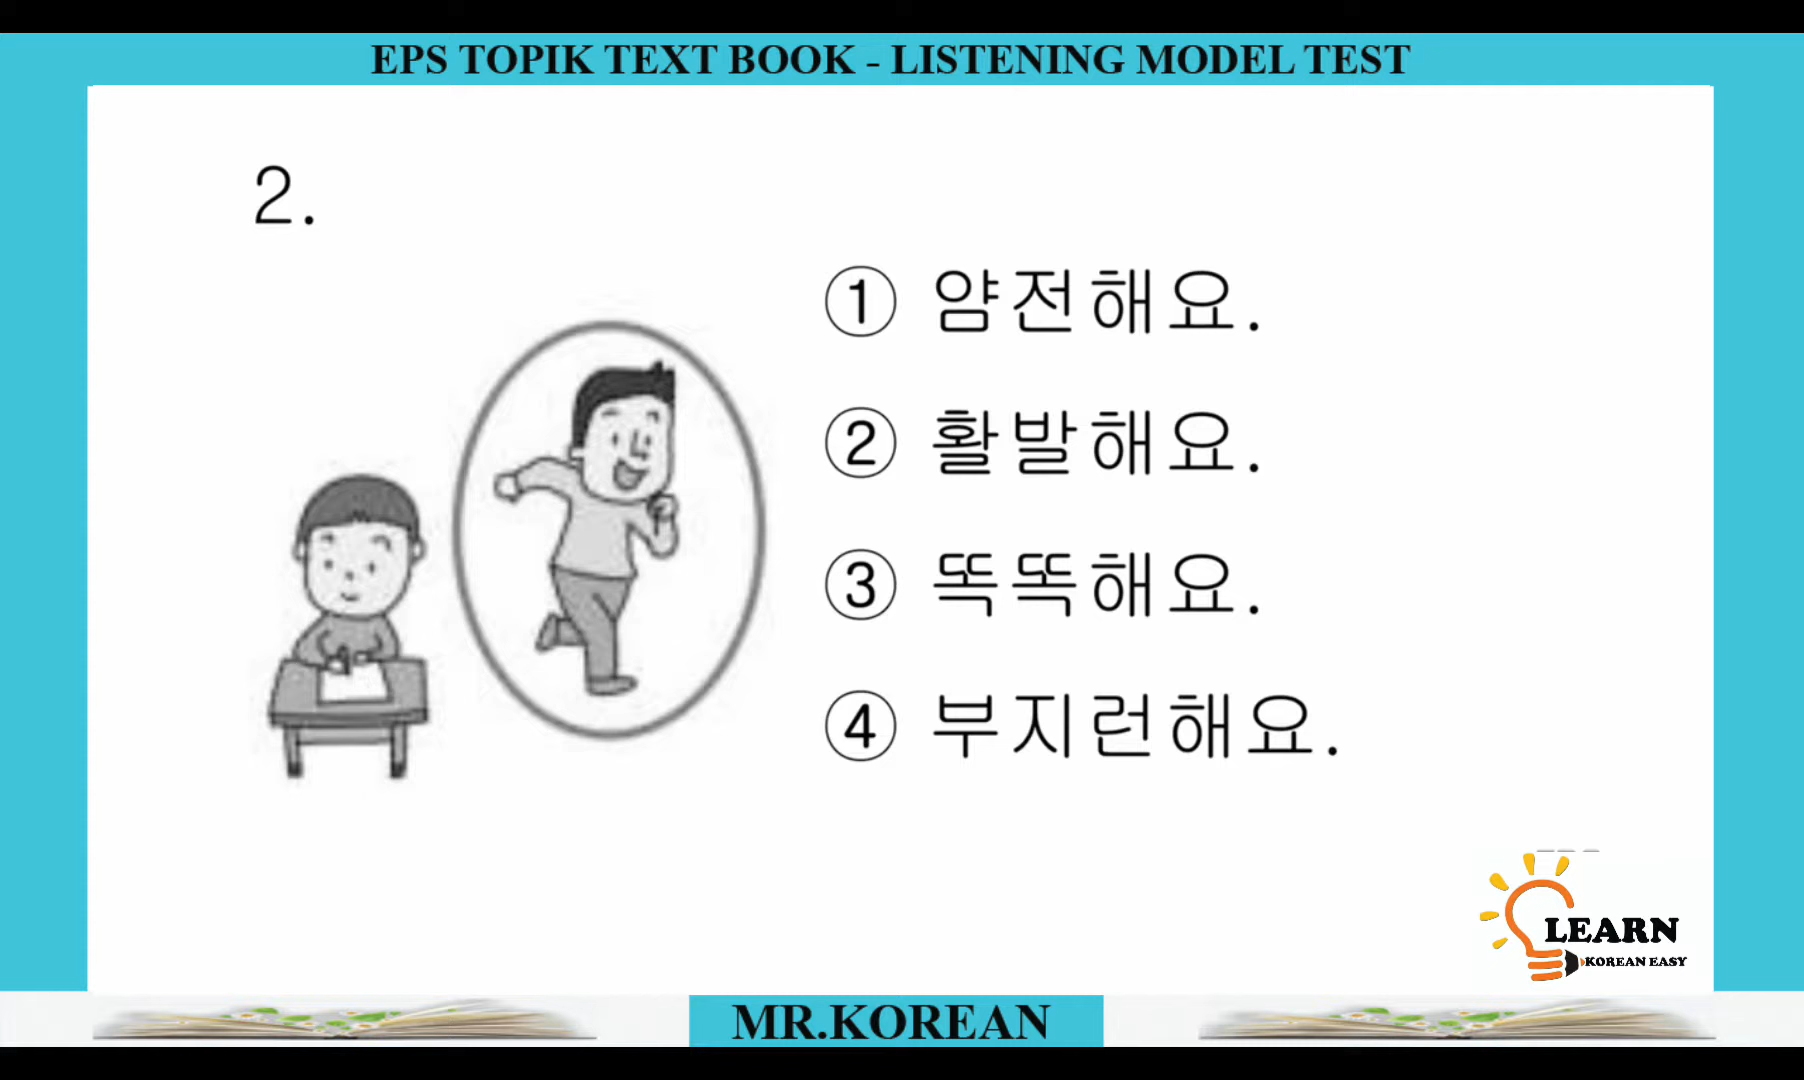 EPS TOPIK TEXT BOOK - LISTENING MODEL TEST
2.
① 얌전해요.
② 활발해요.
③ 똑똑해요.
④ 부지런해요.
LEARN
KOREAN EASY
MR.KOREAN